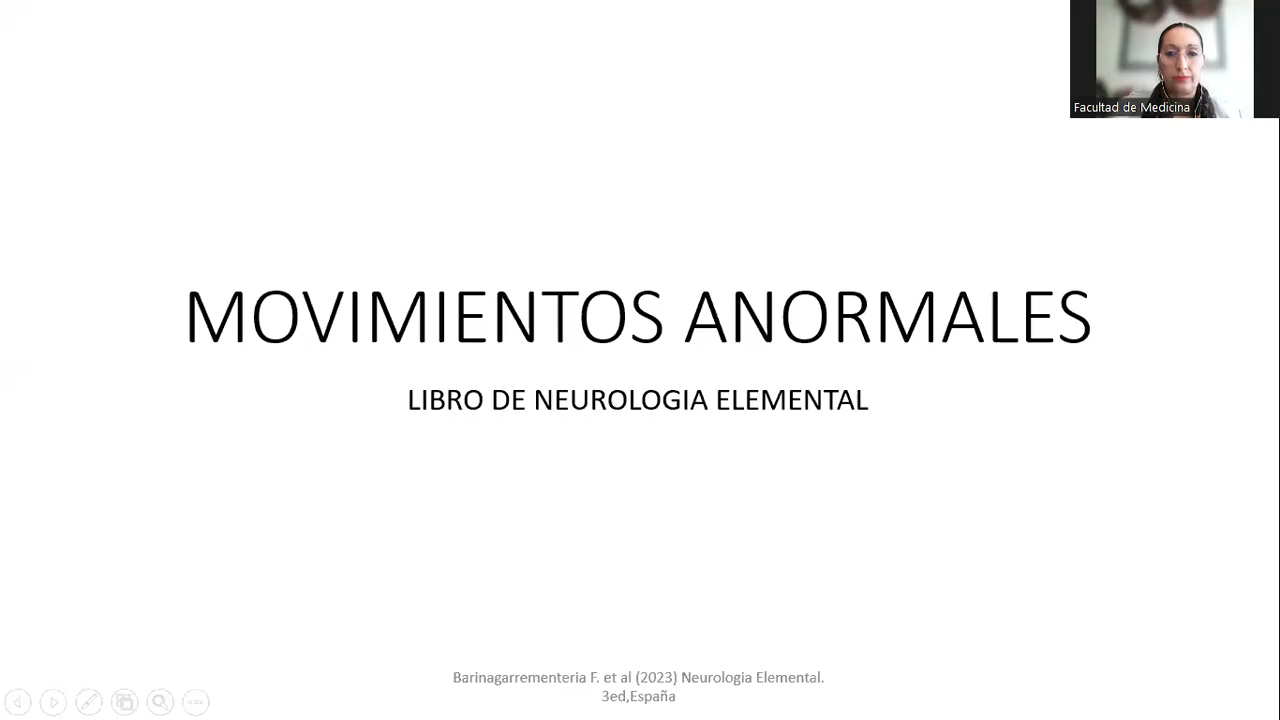 Facultad de Medicina
MOVIMIENTOS ANORMALES
LIBRO DE NEUROLOGIA ELEMENTAL
Barinagarrementeria F. et al (2023) Neurologia Elemental.
3ed,España